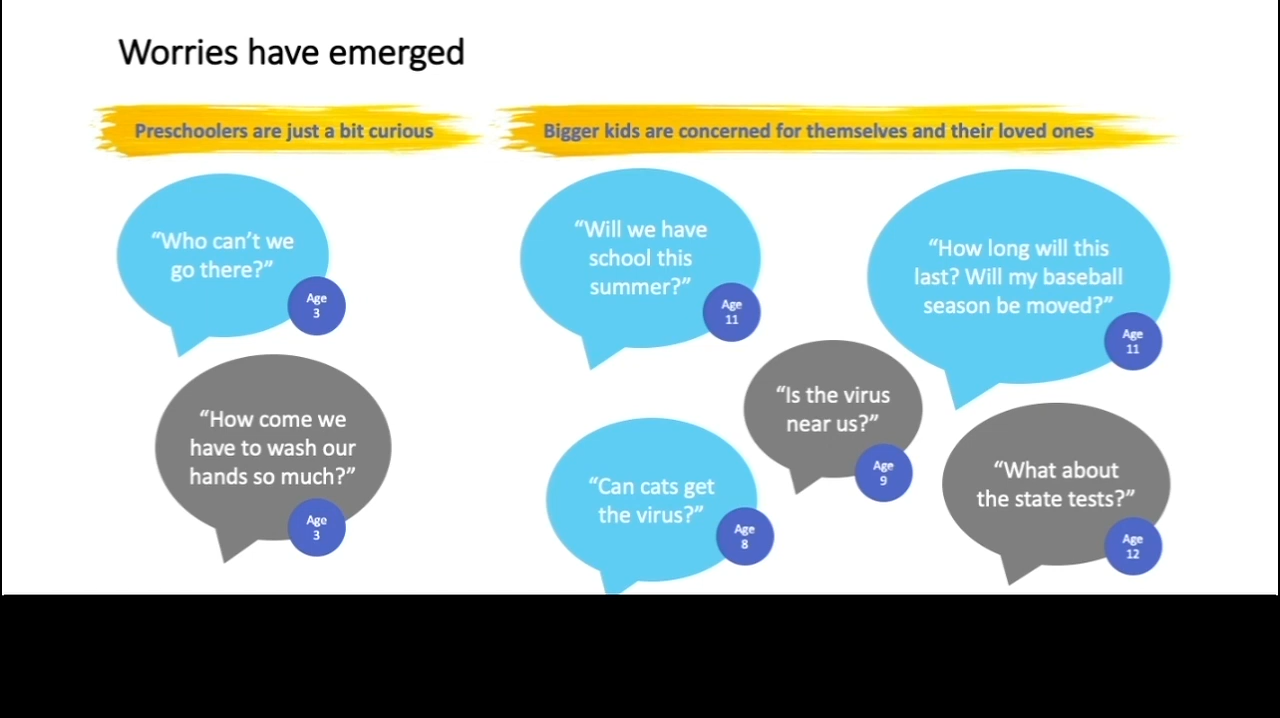 Worries have emerged
Preschoolers are just a bit curious
“Who can’t we
go there?”
Age
3
“How come we
have to wash our
hands so much?”
Age
3
Bigger kids are concerned for themselves and their loved ones
“Will we have
school this
summer?”
Age
11
“How long will this
last? Will my baseball
season be moved?”
Age
11
“Is the virus
near us?”
Age
9
“Can cats get
the virus?”
Age
8
“What about
the state tests?”
Age
12